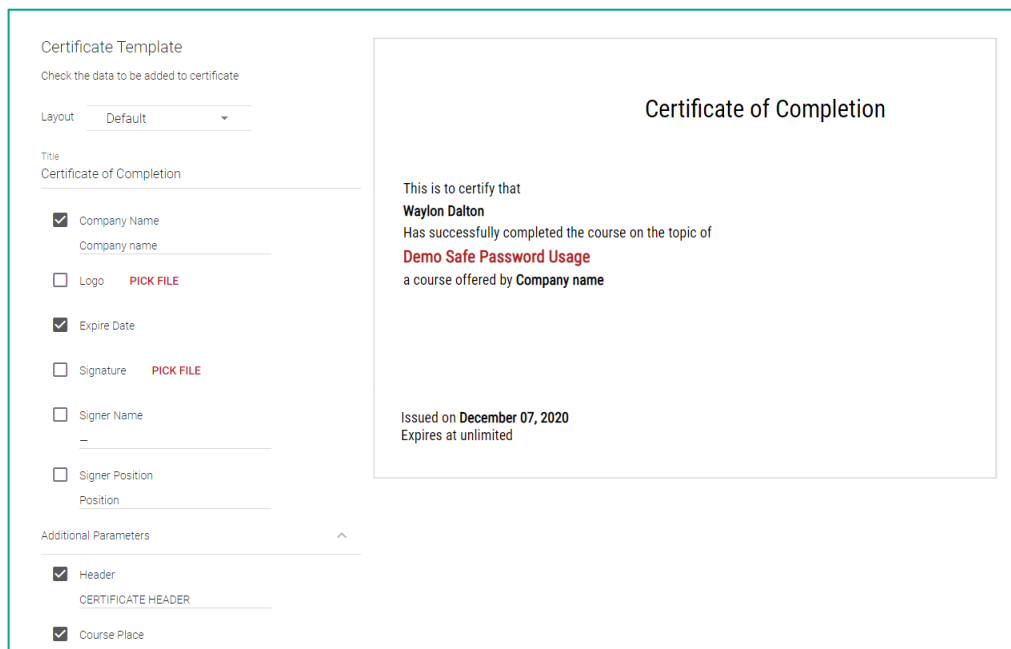 Certificate Template
Check the data to be added to certificate
Layout Default
Title
Certificate of Completion
Company Name
Company name
Logo PICK FILE
Expire Date
Signature PICK FILE
Signer Name
–
Signer Position
Position
Additional Parameters
Header
CERTIFICATE HEADER
Course Place
Certificate of Completion
This is to certify that
Waylon Dalton
Has successfully completed the course on the topic of
Demo Safe Password Usage
a course offered by Company name
Issued on December 07, 2020
Expires at unlimited